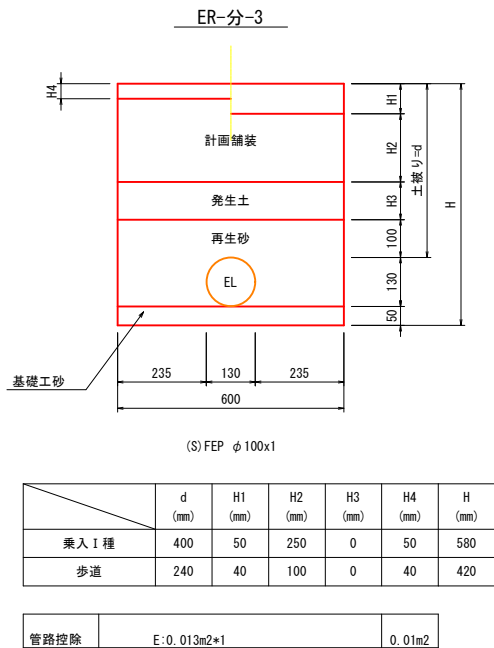 ER-分-3
H4
計画舗装
発生土
再生砂
EL
H1
H2
H3
100
130
50
土被り=d
H
基礎工砂
235 130 235
600
(S)FEP φ100x1
d (mm) H1 (mm) H2 (mm) H3 (mm) H4 (mm) H (mm)
乗入Ⅰ種 400 50 250 0 50 580
歩道 240 40 100 0 40 420
管路控除 E:0.013m2*1 0.01m2